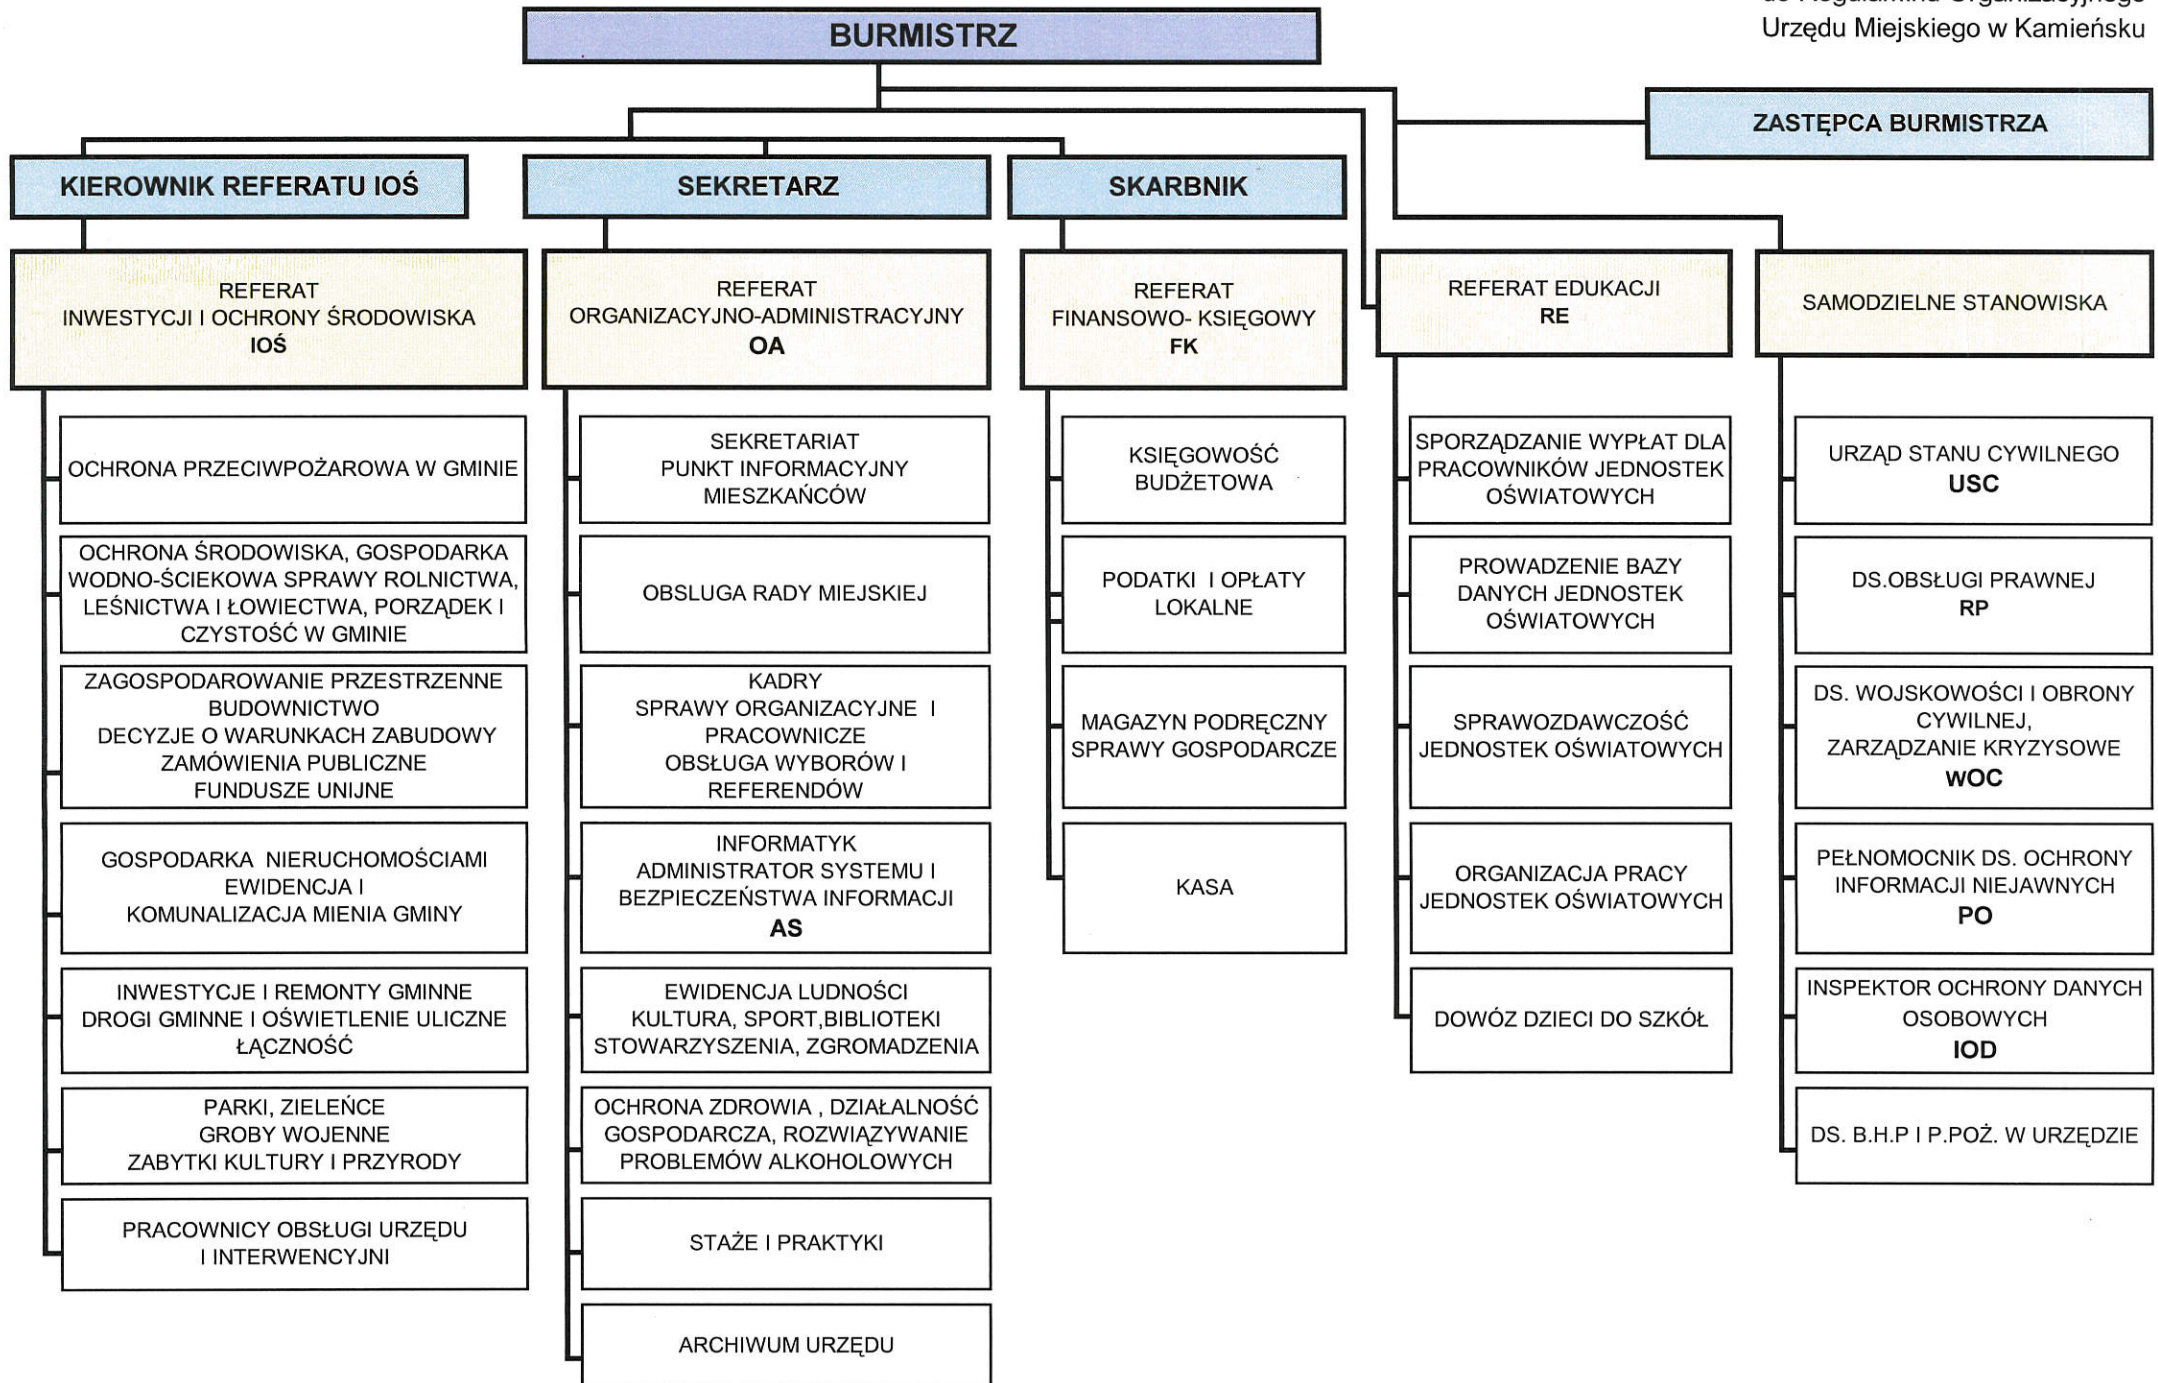 do Regulaminu Organizacyjnego
Urzędu Miejskiego w Kamieńsku
BURMISTRZ
ZASTĘPCA BURMISTRZA
KIEROWNIK REFERATU IOŚ
SEKRETARZ
SKARBNIK
REFERAT
INWESTYCJI I OCHRONY ŚRODOWISKA
IOŚ
REFERAT
ORGANIZACYJNO-ADMINISTRACYJNY
OA
REFERAT
FINANSOWO- KSIĘGOWY
FK
REFERAT EDUKACJI
RE
SAMODZIELNE STANOWISKA
OCHRONA PRZECIWPOŻAROWA W GMINIE
OCHRONA ŚRODOWISKA, GOSPODARKA
WODNO-ŚCIEKOWA SPRAWY ROLNICTWA,
LEŚNICTWA I ŁOWIECTWA, PORZĄDEK I
CZYSTOŚĆ W GMINIE
ZAGOSPODAROWANIE PRZESTRZENNE
BUDOWNICTWO
DECYZJE O WARUNKACH ZABUDOWY
ZAMÓWIENIA PUBLICZNE
FUNDUSZE UNIJNE
GOSPODARKA NIERUCHOMOŚCIAMI
EWIDENCJA I
KOMUNALIZACJA MIENIA GMINY
INWESTYCJE I REMONTY GMINNE
DROGI GMINNE I OŚWIETLENIE ULICZNE
ŁĄCZNOŚĆ
PARKI, ZIELEŃCE
GROBY WOJENNE
ZABYTKI KULTURY I PRZYRODY
PRACOWNICY OBSŁUGI URZĘDU
I INTERWENCYJNI
SEKRETARIAT
PUNKT INFORMACYJNY
MIESZKAŃCÓW
OBSLUGA RADY MIEJSKIEJ
KADRY
SPRAWY ORGANIZACYJNE I
PRACOWNICZE
OBSŁUGA WYBORÓW I
REFERENDÓW
INFORMATYK
ADMINISTRATOR SYSTEMU I
BEZPIECZEŃSTWA INFORMACJI
AS
EWIDENCJA LUDNOŚCI
KULTURA, SPORT,BIBLIOTEKI
STOWARZYSZENIA, ZGROMADZENIA
OCHRONA ZDROWIA , DZIAŁALNOŚĆ
GOSPODARCZA, ROZWIĄZYWANIE
PROBLEMÓW ALKOHOLOWYCH
STAŻE I PRAKTYKI
ARCHIWUM URZĘDU
KSIĘGOWOŚĆ
BUDŻETOWA
PODATKI I OPŁATY
LOKALNE
MAGAZYN PODRĘCZNY
SPRAWY GOSPODARCZE
KASA
SPORZĄDZANIE WYPŁAT DLA
PRACOWNIKÓW JEDNOSTEK
OŚWIATOWYCH
PROWADZENIE BAZY
DANYCH JEDNOSTEK
OŚWIATOWYCH
SPRAWOZDAWCZOŚĆ
JEDNOSTEK OŚWIATOWYCH
ORGANIZACJA PRACY
JEDNOSTEK OŚWIATOWYCH
DOWÓZ DZIECI DO SZKÓŁ
URZĄD STANU CYWILNEGO
USC
DS.OBSŁUGI PRAWNEJ
RP
DS. WOJSKOWOŚCI I OBRONY
CYWILNEJ,
ZARZĄDZANIE KRYZYSOWE
WOC
PEŁNOMOCNIK DS. OCHRONY
INFORMACJI NIEJAWNYCH
PO
INSPEKTOR OCHRONY DANYCH
OSOBOWYCH
IOD
DS. B.H.P I P.POŻ. W URZĘDZIE